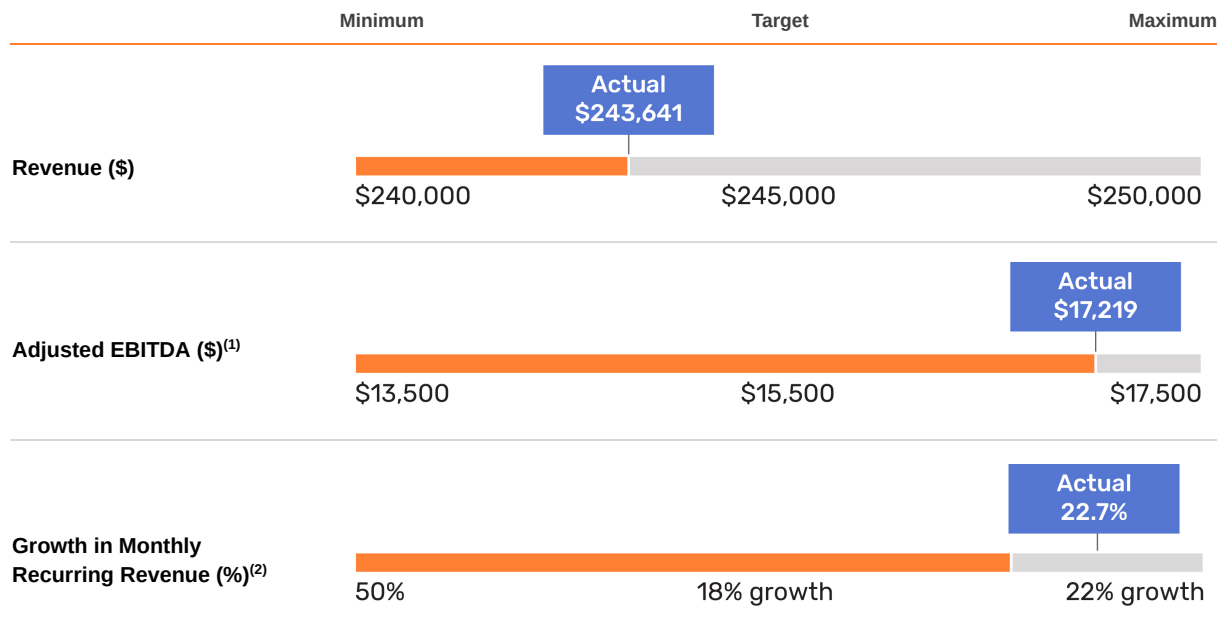 Minimum Target Maximum
Actual
$243,641
Revenue ($)
$240,000 $245,000 $250,000
Actual
$17,219
Adjusted EBITDA ($)(1)
$13,500 $15,500 $17,500
Actual
22.7%
Growth in Monthly
Recurring Revenue (%)(2)
50% 18% growth 22% growth